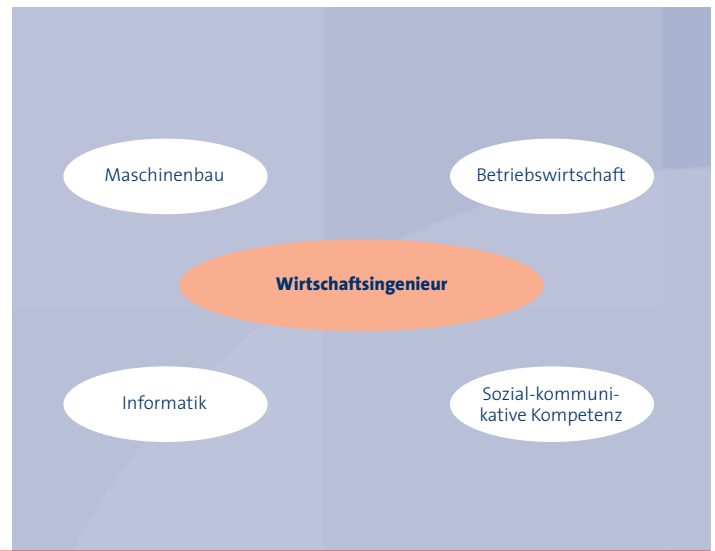 Maschinenbau
Betriebswirtschaft
Wirtschaftsingenieur
Informatik
Sozial-kommuni-
kative Kompetenz